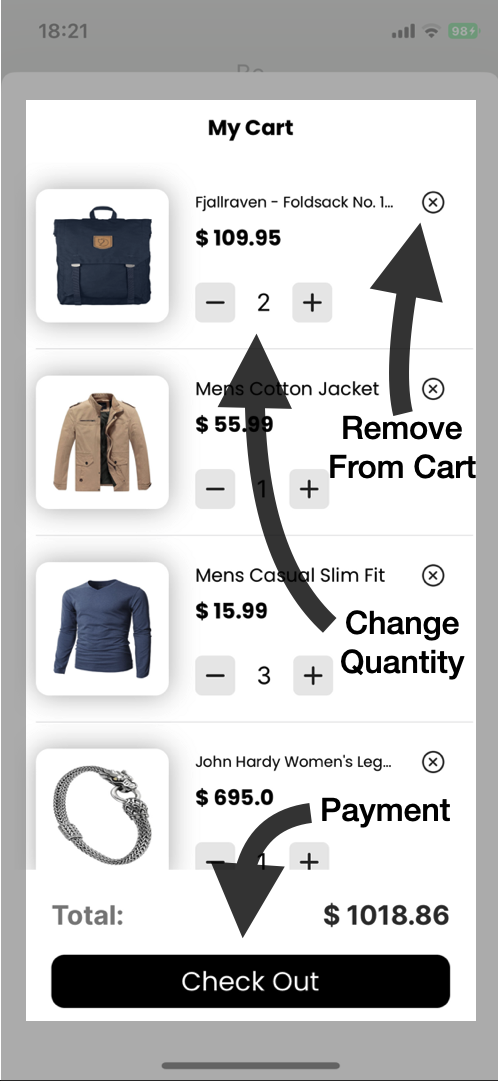 18:21
98
My Cart
Fjallraven - Foldsack No. 1...
$ 109.95
− 2 +
Mens Cotton Jacket
$ 55.99
− 1 +
Remove
From Cart
Mens Casual Slim Fit
$ 15.99
Change
Quantity
− 3 +
John Hardy Women's Leg...
$ 695.0
Payment
− 1 +
Total: $ 1018.86
Check Out